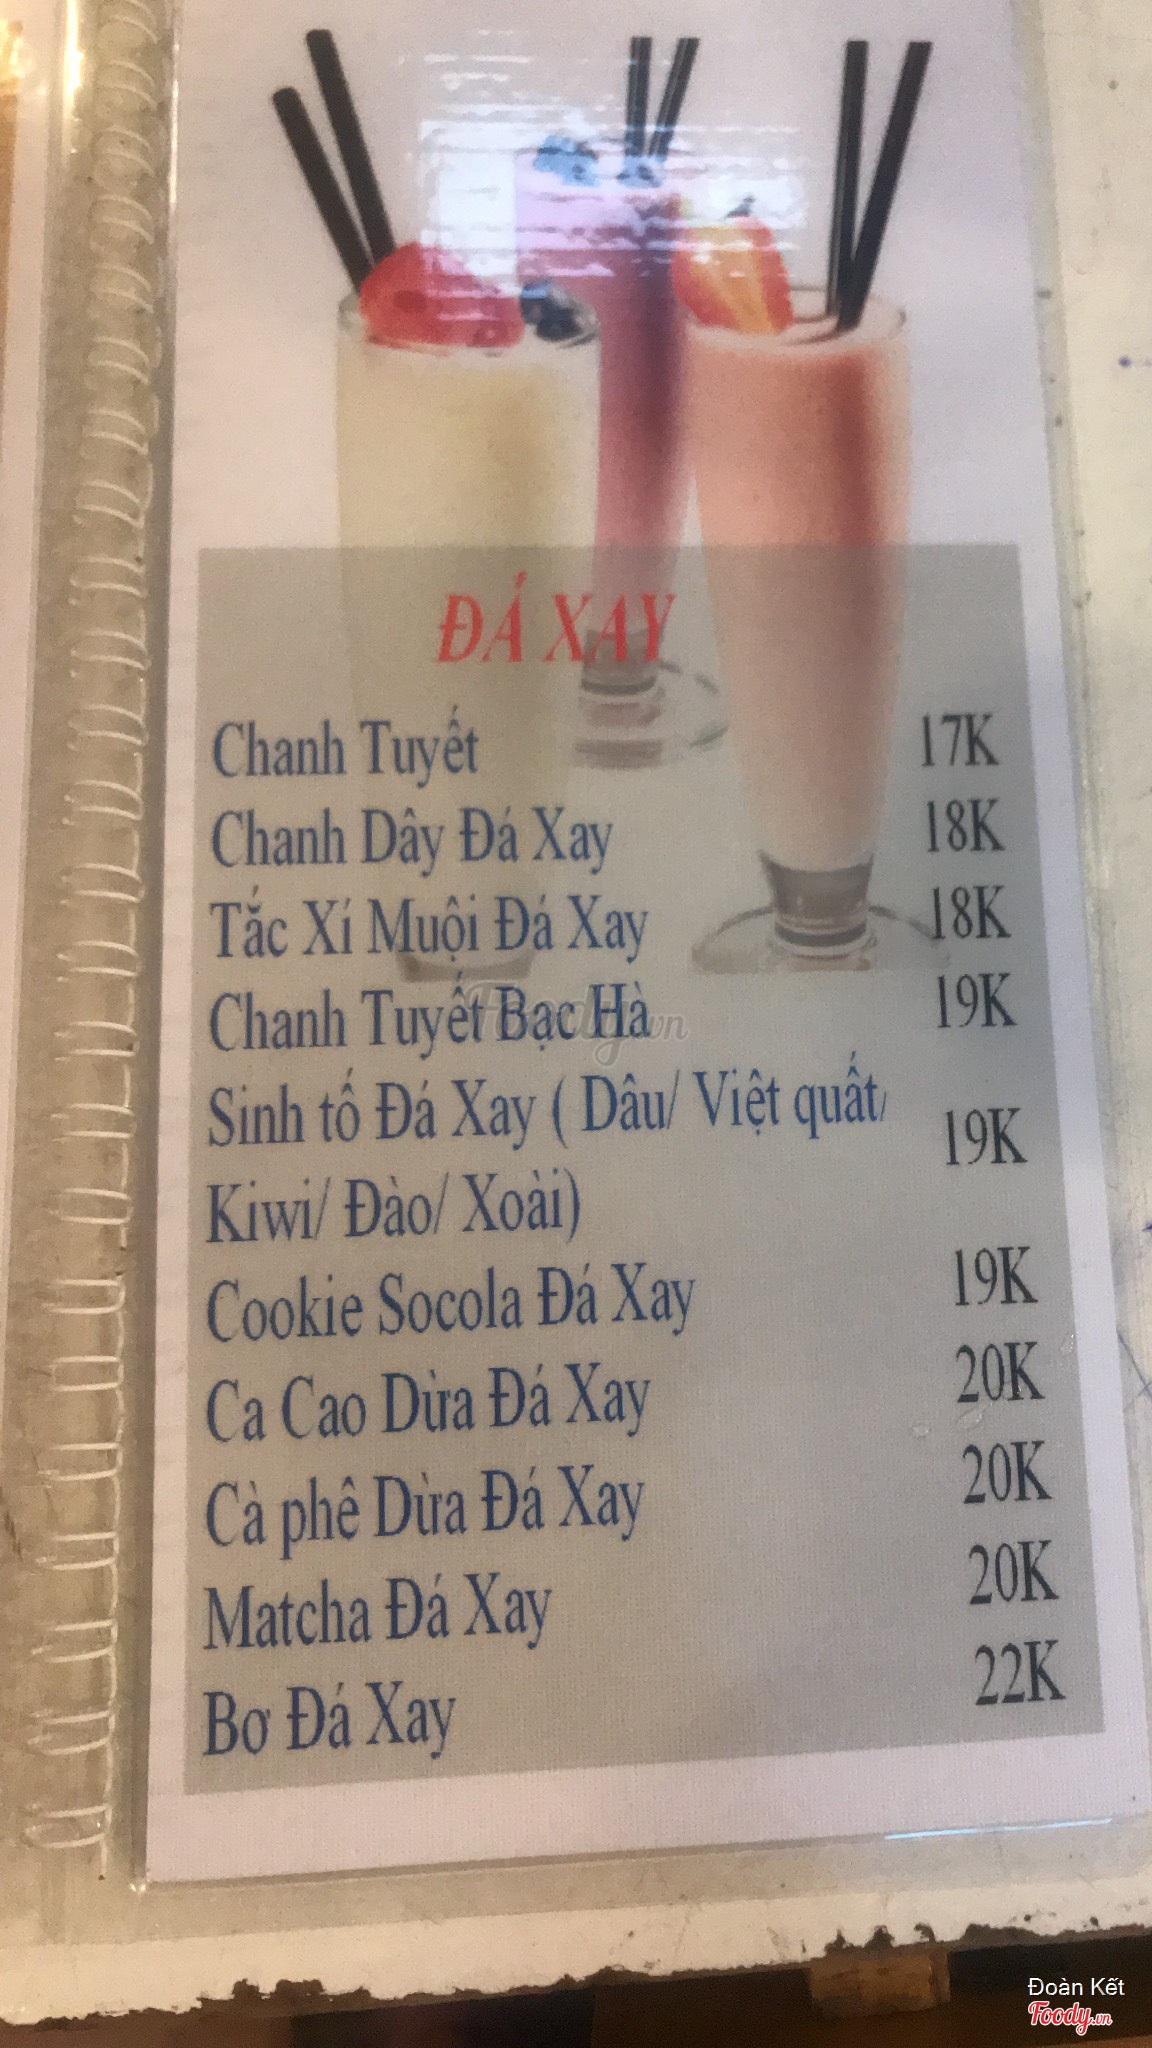 ĐÁ XAY
Chanh Tuyết 17K
Chanh Dây Đá Xay 18K
Tắc Xí Muội Đá Xay 18K
Chanh Tuyết Bạc Hà 19K
Foody.vn
Sinh tố Đá Xay ( Dâu/ Việt quất/
19K
Kiwi/ Đào/ Xoài)
Cookie Socola Đá Xay 19K
Ca Cao Dừa Đá Xay 20K
Cà phê Dừa Đá Xay 20K
Matcha Đá Xay 20K
Bơ Đá Xay 22K
Đoàn Kết
Foody.vn